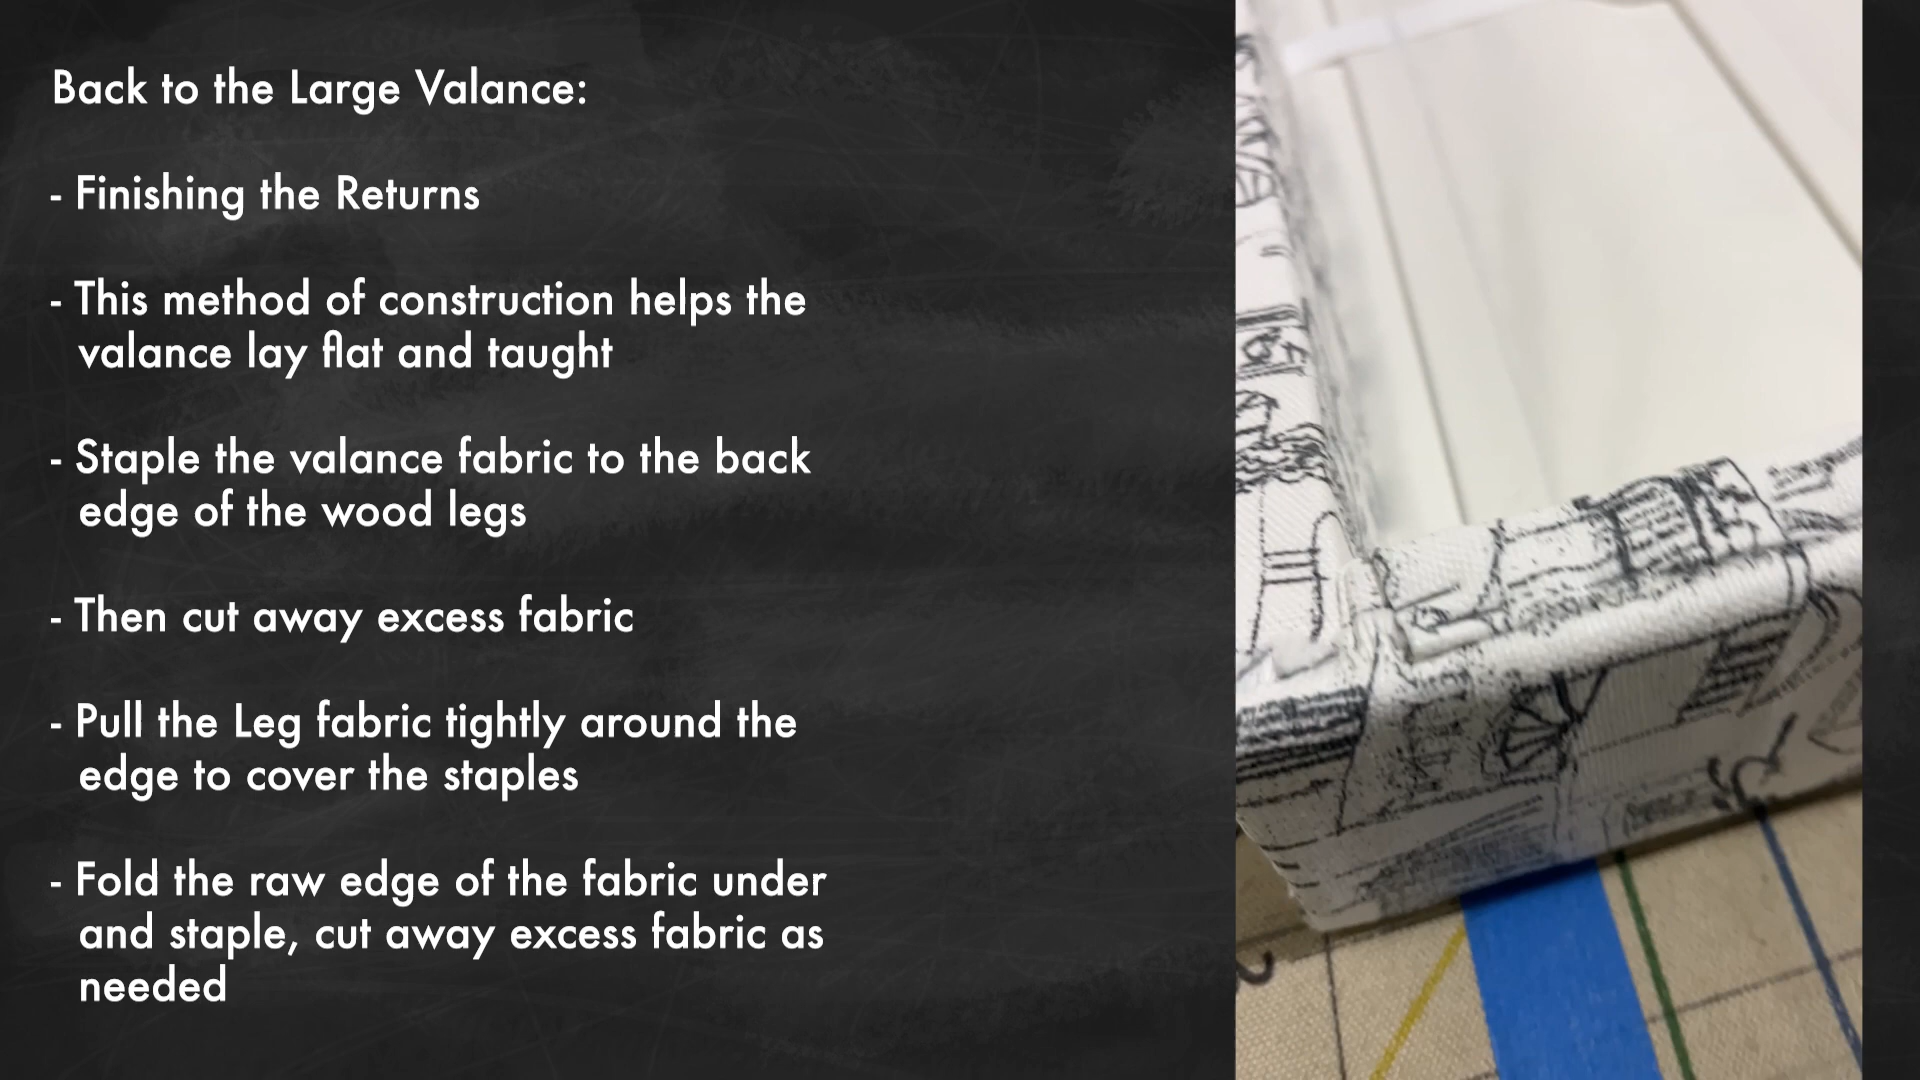 Back to the Large Valance:
- Finishing the Returns
- This method of construction helps the
valance lay flat and taught
- Staple the valance fabric to the back
edge of the wood legs
- Then cut away excess fabric
- Pull the Leg fabric tightly around the
edge to cover the staples
- Fold the raw edge of the fabric under
and staple, cut away excess fabric as
needed